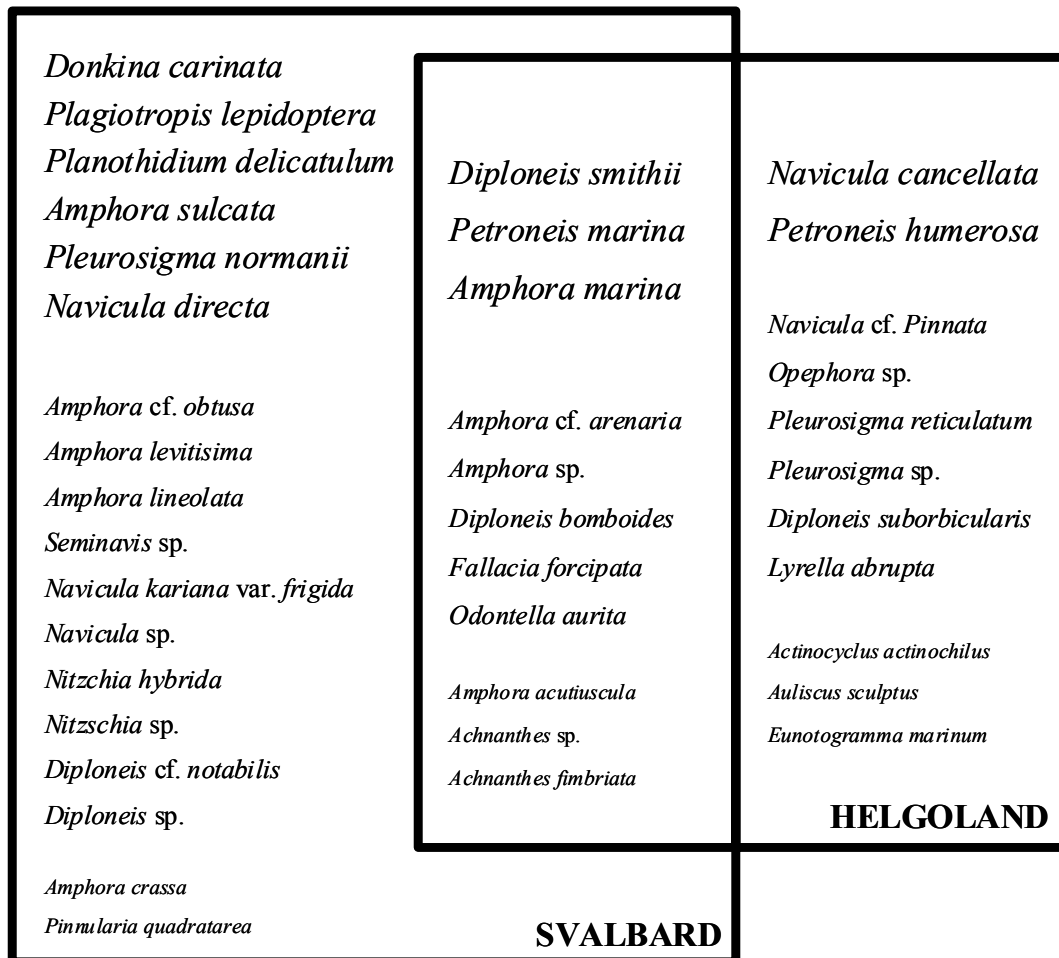 Donkina carinata
Plagiotropis lepidoptera
Planothidium delicatulum
Amphora sulcata
Pleurosigma normanii
Navicula directa
Amphora cf. obtusa
Amphora levitisima
Amphora lineolata
Seminavis sp.
Navicula kariana var. frigida
Navicula sp.
Nitzchia hybrida
Nitzschia sp.
Diploneis cf. notabilis
Diploneis sp.
Amphora crassa
Pinnularia quadratarea
SVALBARD
Diploneis smithii
Petroneis marina
Amphora marina
Amphora cf. arenaria
Amphora sp.
Diploneis bomboides
Fallacia forcipata
Odontella aurita
Amphora acutiuscula
Achnanthes sp.
Achnanthes fimbriata
Navicula cancellata
Petroneis humerosa
Navicula cf. Pinnata
Opephora sp.
Pleurosigma reticulatum
Pleurosigma sp.
Diploneis suborbicularis
Lyrella abrupta
Actinocyclus actinochilus
Auliscus sculptus
Eunotogramma marinum
HELGOLAND